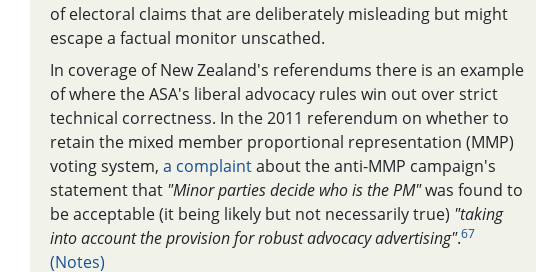 of electoral claims that are deliberately misleading but might
escape a factual monitor unscathed.
In coverage of New Zealand's referendums there is an example
of where the ASA's liberal advocacy rules win out over strict
technical correctness. In the 2011 referendum on whether to
retain the mixed member proportional representation (MMP)
voting system, a complaint about the anti-MMP campaign's
statement that "Minor parties decide who is the PM" was found to
be acceptable (it being likely but not necessarily true) "taking
into account the provision for robust advocacy advertising".67
(Notes)